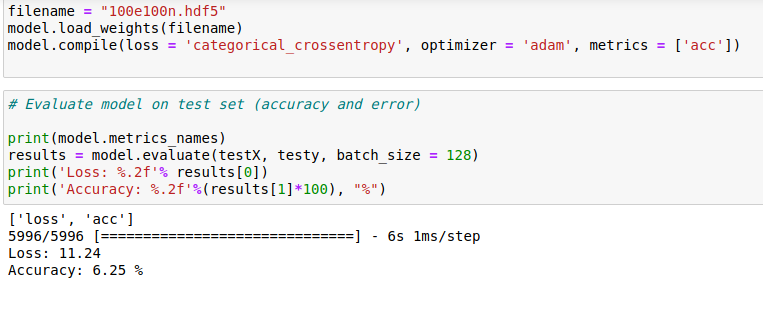 filename = "100e100n.hdf5"
model.load_weights(filename)
model.compile(loss = 'categorical_crossentropy', optimizer = 'adam', metrics = ['acc'])
# Evaluate model on test set (accuracy and error)
print(model.metrics_names)
results = model.evaluate(testX, testy, batch_size = 128)
print('Loss: %.2f'% results[0])
print('Accuracy: %.2f'%(results[1]*100), "%")
['loss', 'acc']
5996/5996 [==============================] - 6s 1ms/step
Loss: 11.24
Accuracy: 6.25 %